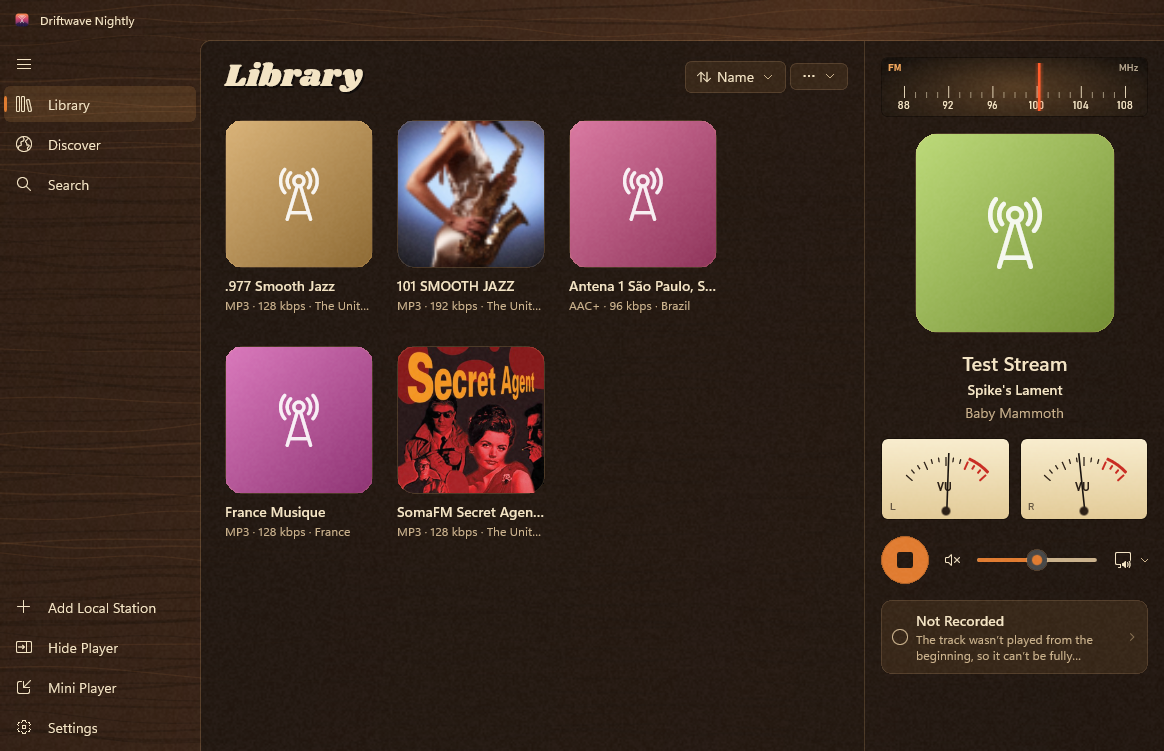 Driftwave Nightly
Library
Discover
Search
Add Local Station
Hide Player
Mini Player
Settings
Library
Name
.977 Smooth Jazz
MP3 · 128 kbps · The Unit...
101 SMOOTH JAZZ
MP3 · 192 kbps · The Unit...
Antena 1 São Paulo, S...
AAC+ · 96 kbps · Brazil
France Musique
MP3 · 128 kbps · France
Secret Agent
SomaFM Secret Agen...
MP3 · 128 kbps · The Unit...
FM
MHz
88 92 96 100 104 108
Test Stream
Spike's Lament
Baby Mammoth
VU
L
VU
R
Not Recorded
The track wasn't played from the
beginning, so it can't be fully...